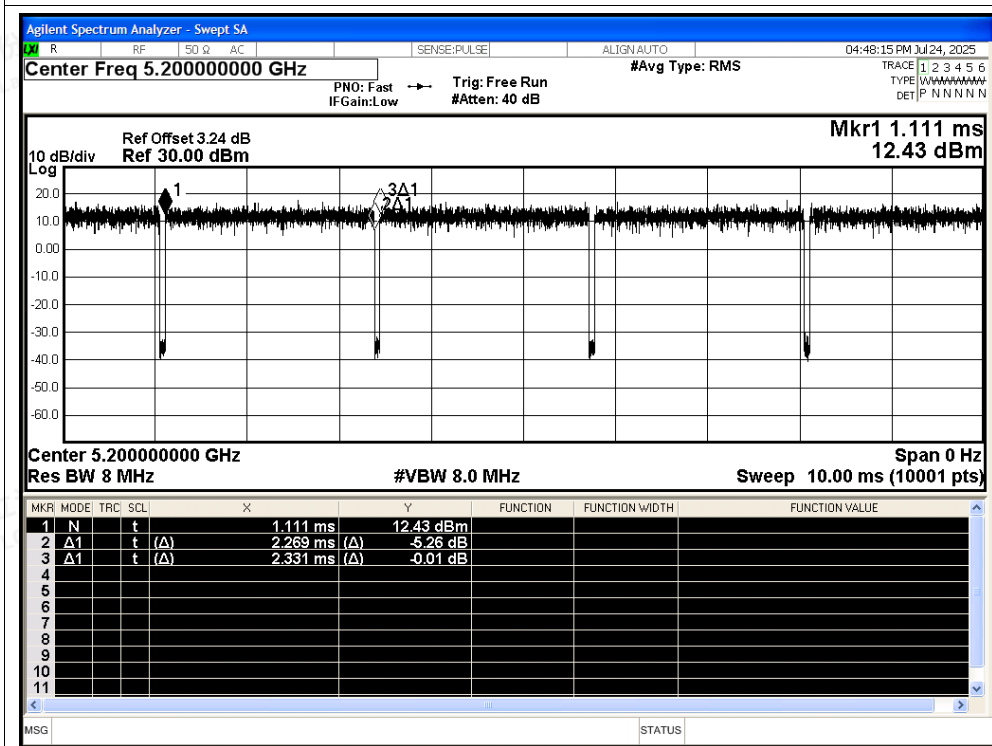 Agilent Spectrum Analyzer - Swept SA
LXI R RF 50 Ω AC SENSE:PULSE ALIGN AUTO 04:48:15 PM Jul 24, 2025
Center Freq 5.200000000 GHz #Avg Type: RMS TRACE 1 2 3 4 5 6
PNO: Fast Trig: Free Run TYPE WWWWWW
IFGain:Low #Atten: 40 dB DET P N N N N N
Mkr1 1.111 ms
Ref Offset 3.24 dB
10 dB/div Ref 30.00 dBm 12.43 dBm
Log
20.0
10.0
0.00
-10.0
-20.0
-30.0
-40.0
-50.0
-60.0
1
3Δ1
2Δ1
Center 5.200000000 GHz Span 0 Hz
Res BW 8 MHz #VBW 8.0 MHz Sweep 10.00 ms (10001 pts)
MKR MODE TRC SCL X Y FUNCTION FUNCTION WIDTH FUNCTION VALUE
1 N t 1.111 ms 12.43 dBm
2 Δ1 t (Δ) 2.269 ms (Δ) -5.26 dB
3 Δ1 t (Δ) 2.331 ms (Δ) -0.01 dB
4
5
6
7
8
9
10
11
MSG STATUS